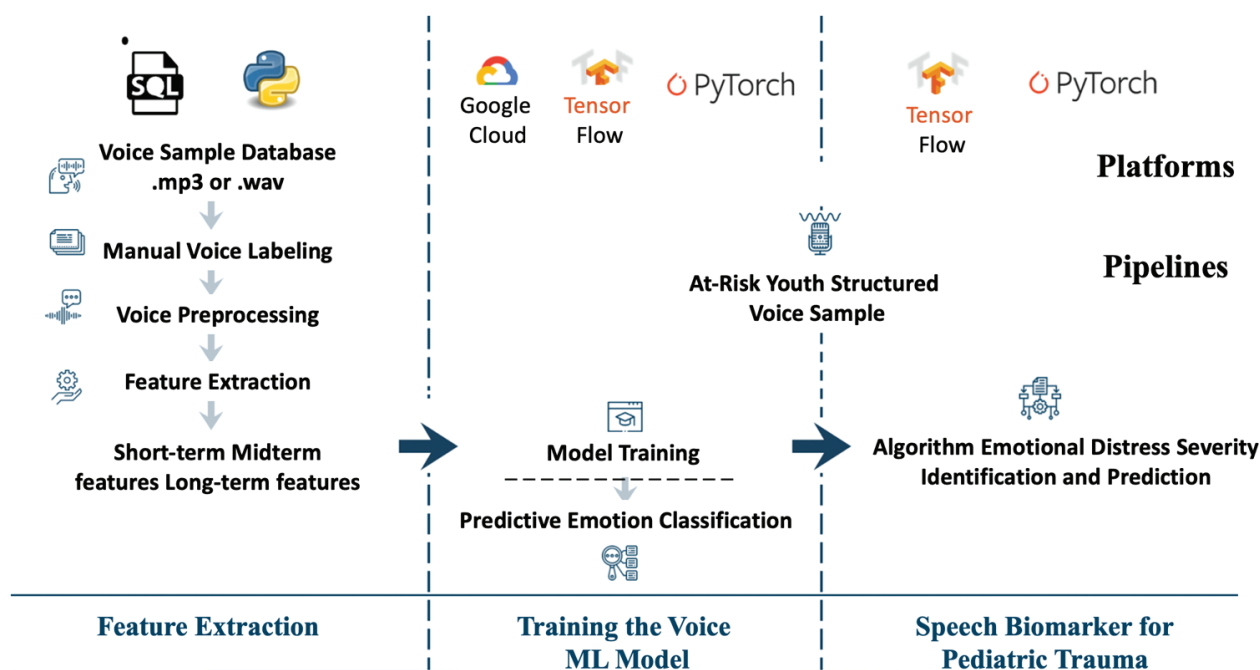 SQL
Voice Sample Database
.mp3 or .wav
Manual Voice Labeling
Voice Preprocessing
Feature Extraction
Short-term Midterm
features Long-term features
Feature Extraction
Google
Cloud
TF
Tensor
Flow
PyTorch
At-Risk Youth Structured
Voice Sample
Model Training
Predictive Emotion Classification
Training the Voice
ML Model
TF
Tensor
Flow
PyTorch
Platforms
Pipelines
Algorithm Emotional Distress Severity
Identification and Prediction
Speech Biomarker for
Pediatric Trauma